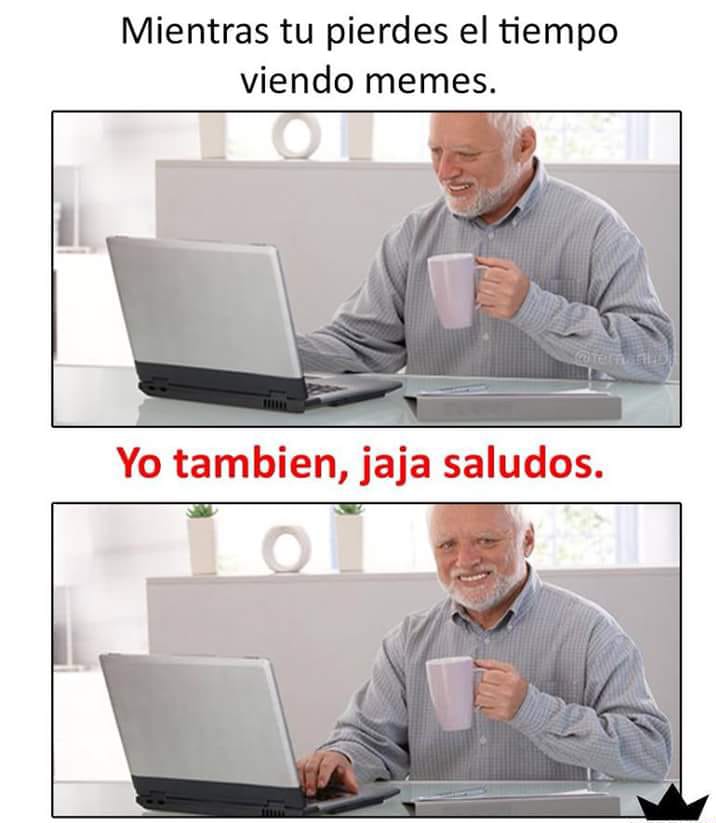 Mientras tu pierdes el tiempo
viendo memes.
Yo tambien, jaja saludos.